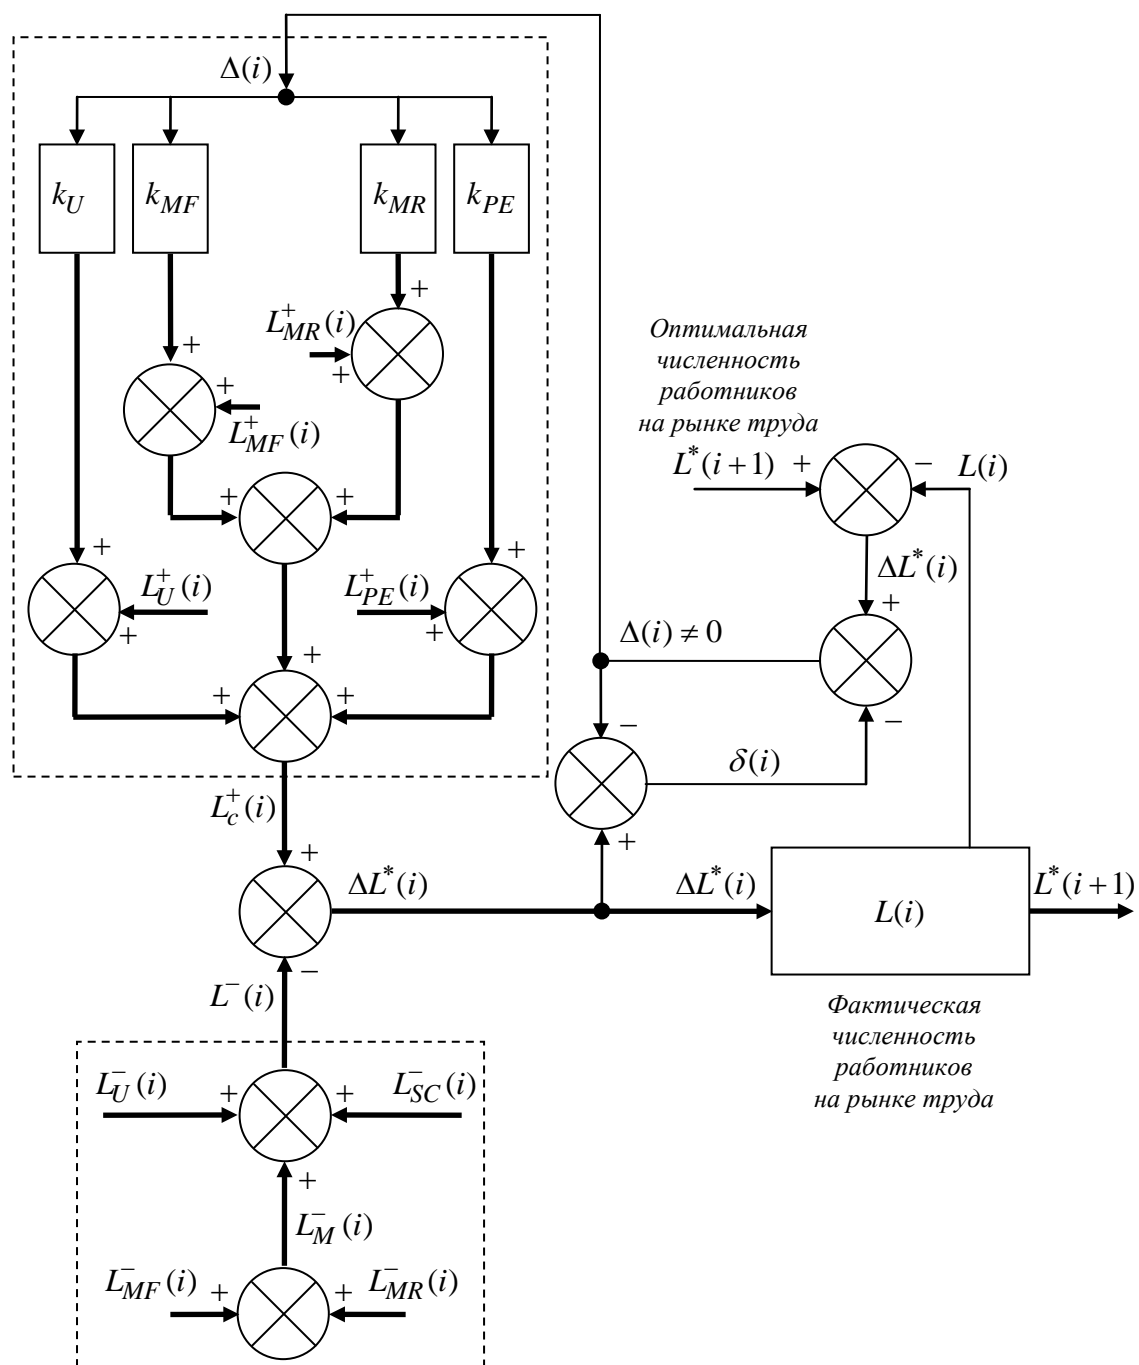 Δ(i)
k_U
k_MF
k_MR
k_PE
+
+
L⁺_MR(i)
+
+
+
L⁺_MF(i)
Оптимальная
численность
работников
на рынке труда
L*(i+1)
+
−
L(i)
+
+
+
+
L⁺_U(i)
+
L⁺_PE(i)
+
ΔL*(i)
+
Δ(i) ≠ 0
+
+
+
−
−
δ(i)
L⁺_c(i)
+
+
ΔL*(i)
ΔL*(i)
L*(i+1)
L(i)
−
L⁻(i)
Фактическая
численность
работников
на рынке труда
L⁻_U(i)
+
+
L⁻_SC(i)
+
L⁻_M(i)
L⁻_MF(i)
+
+
L⁻_MR(i)